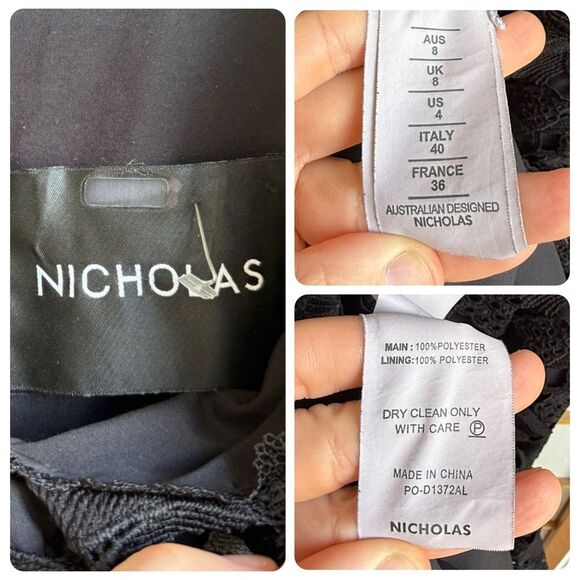 NICHOLAS
AUS
8
UK
8
US
4
ITALY
40
FRANCE
36
AUSTRALIAN DESIGNED
NICHOLAS
MAIN : 100%POLYESTER
LINING:100% POLYESTER
DRY CLEAN ONLY
WITH CARE Ⓟ
MADE IN CHINA
PO-D1372AL
NICHOLAS